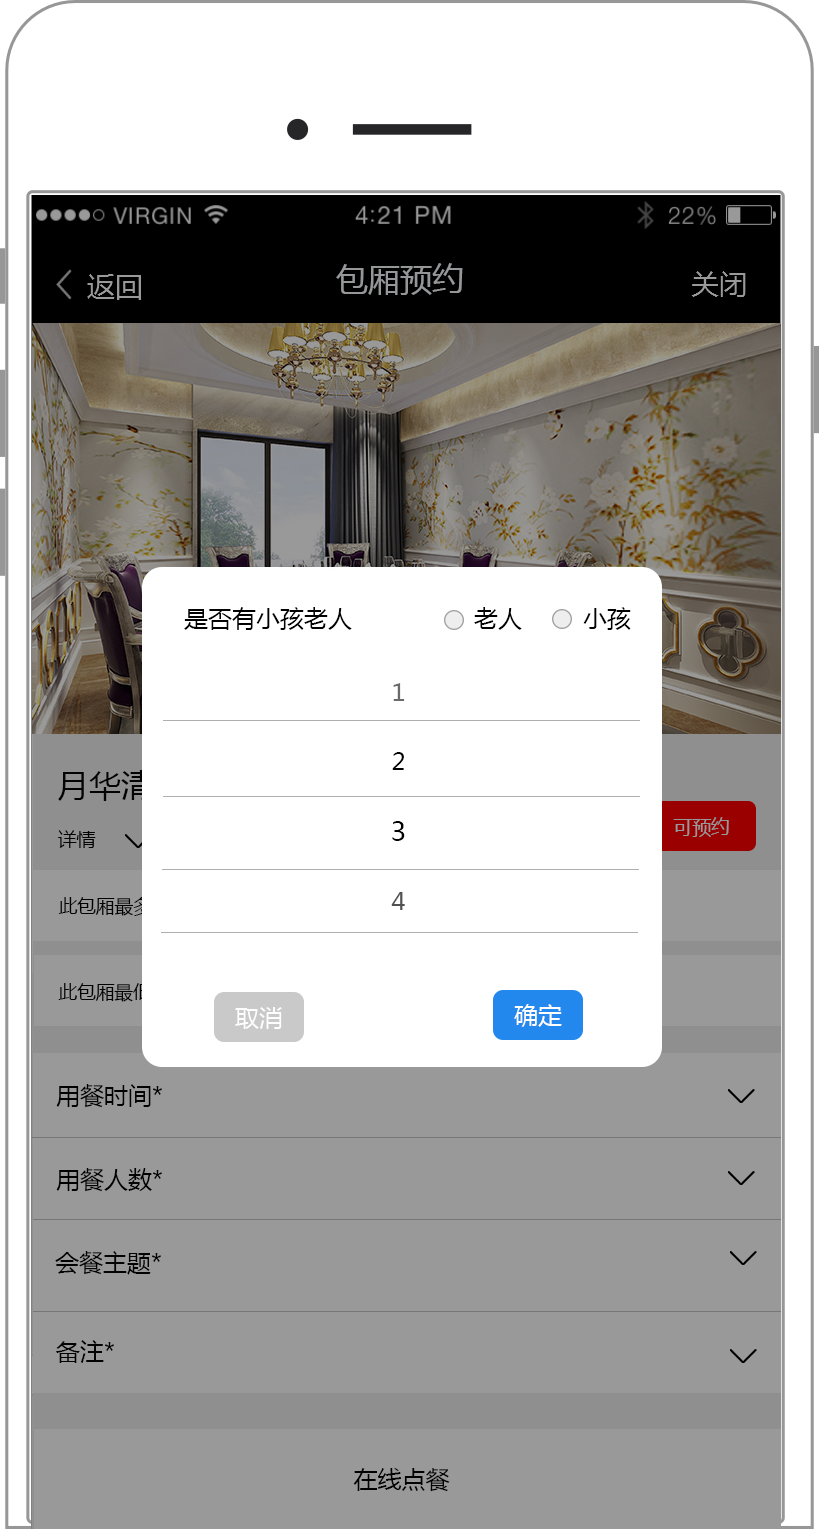 VIRGIN 4:21 PM 22%
返回 包厢预约 关闭
是否有小孩老人 老人 小孩
1
2
3
4
取消 确定
月华清
详情
可预约
此包厢最多
此包厢最低
用餐时间*
用餐人数*
会餐主题*
备注*
在线点餐